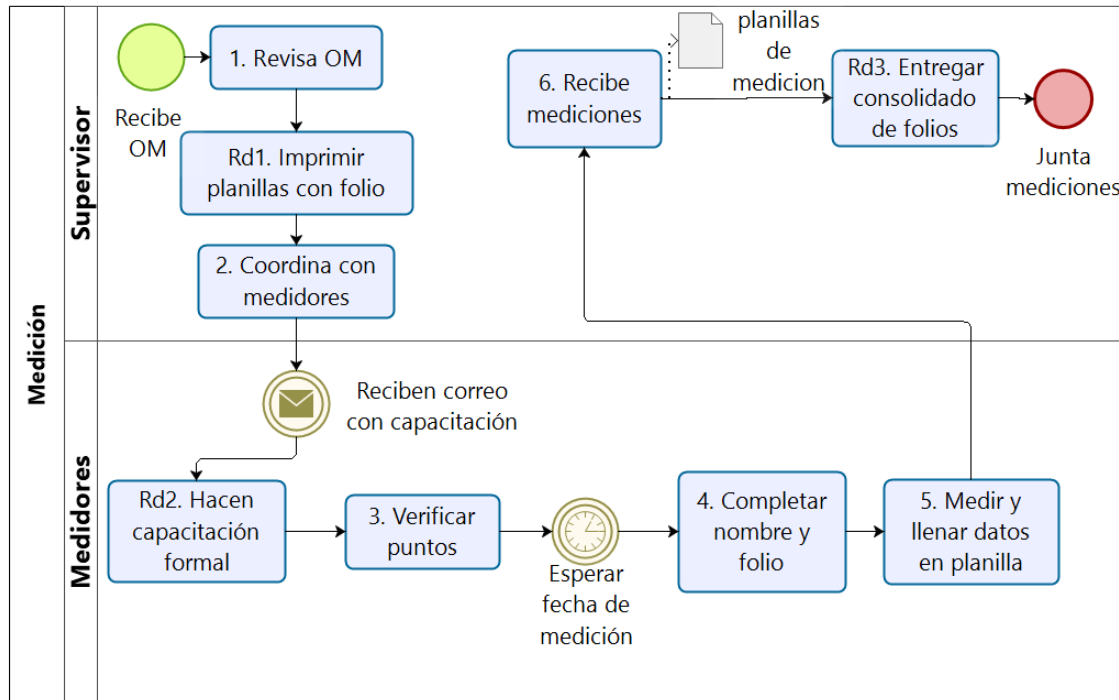 Medición
Supervisor
Recibe
OM
1. Revisa OM
Rd1. Imprimir
planillas con folio
2. Coordina con
medidores
6. Recibe
mediciones
planillas
de
medicion
Rd3. Entregar
consolidado
de folios
Junta
mediciones
Medidores
Reciben correo
con capacitación
Rd2. Hacen
capacitación
formal
3. Verificar
puntos
Esperar
fecha de
medición
4. Completar
nombre y
folio
5. Medir y
llenar datos
en planilla